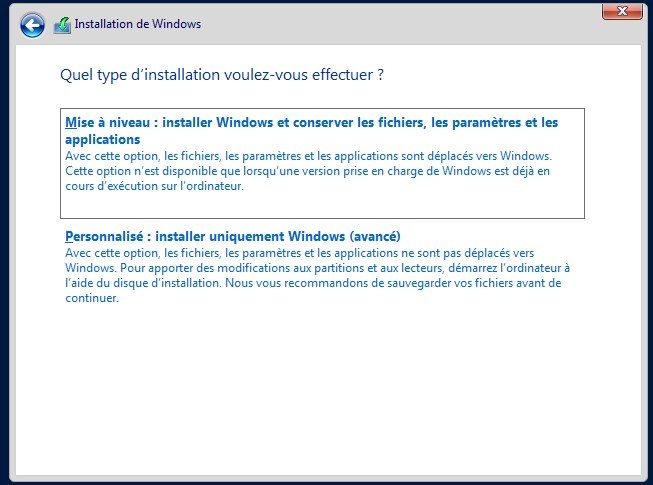 Installation de Windows
Quel type d'installation voulez-vous effectuer ?
Mise à niveau : installer Windows et conserver les fichiers, les paramètres et les
applications
Avec cette option, les fichiers, les paramètres et les applications sont déplacés vers Windows.
Cette option n'est disponible que lorsqu'une version prise en charge de Windows est déjà en
cours d'exécution sur l'ordinateur.
Personnalisé : installer uniquement Windows (avancé)
Avec cette option, les fichiers, les paramètres et les applications ne sont pas déplacés vers
Windows. Pour apporter des modifications aux partitions et aux lecteurs, démarrez l'ordinateur à
l'aide du disque d'installation. Nous vous recommandons de sauvegarder vos fichiers avant de
continuer.